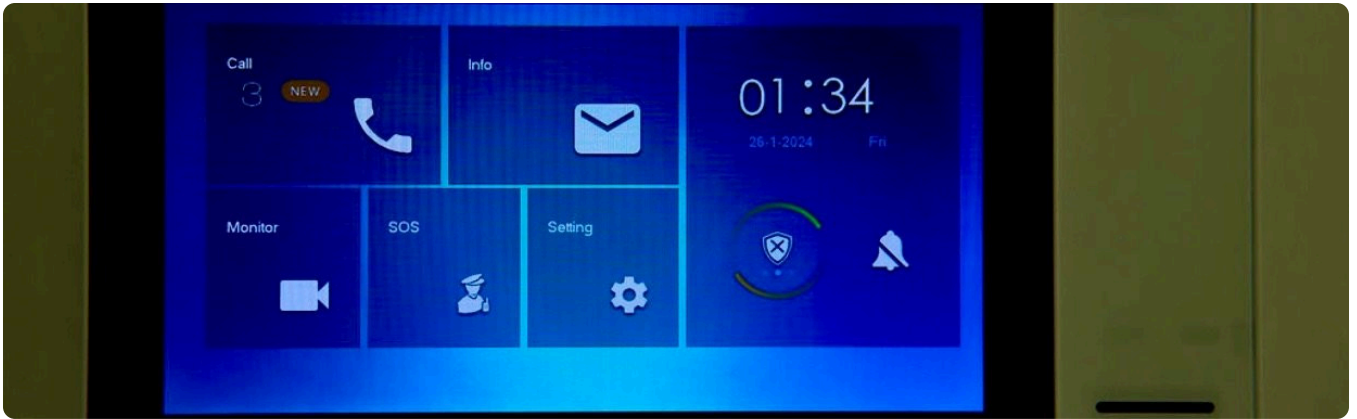 Call
3 NEW
Info
01:34
26-1-2024 Fri
Monitor
SOS
Setting